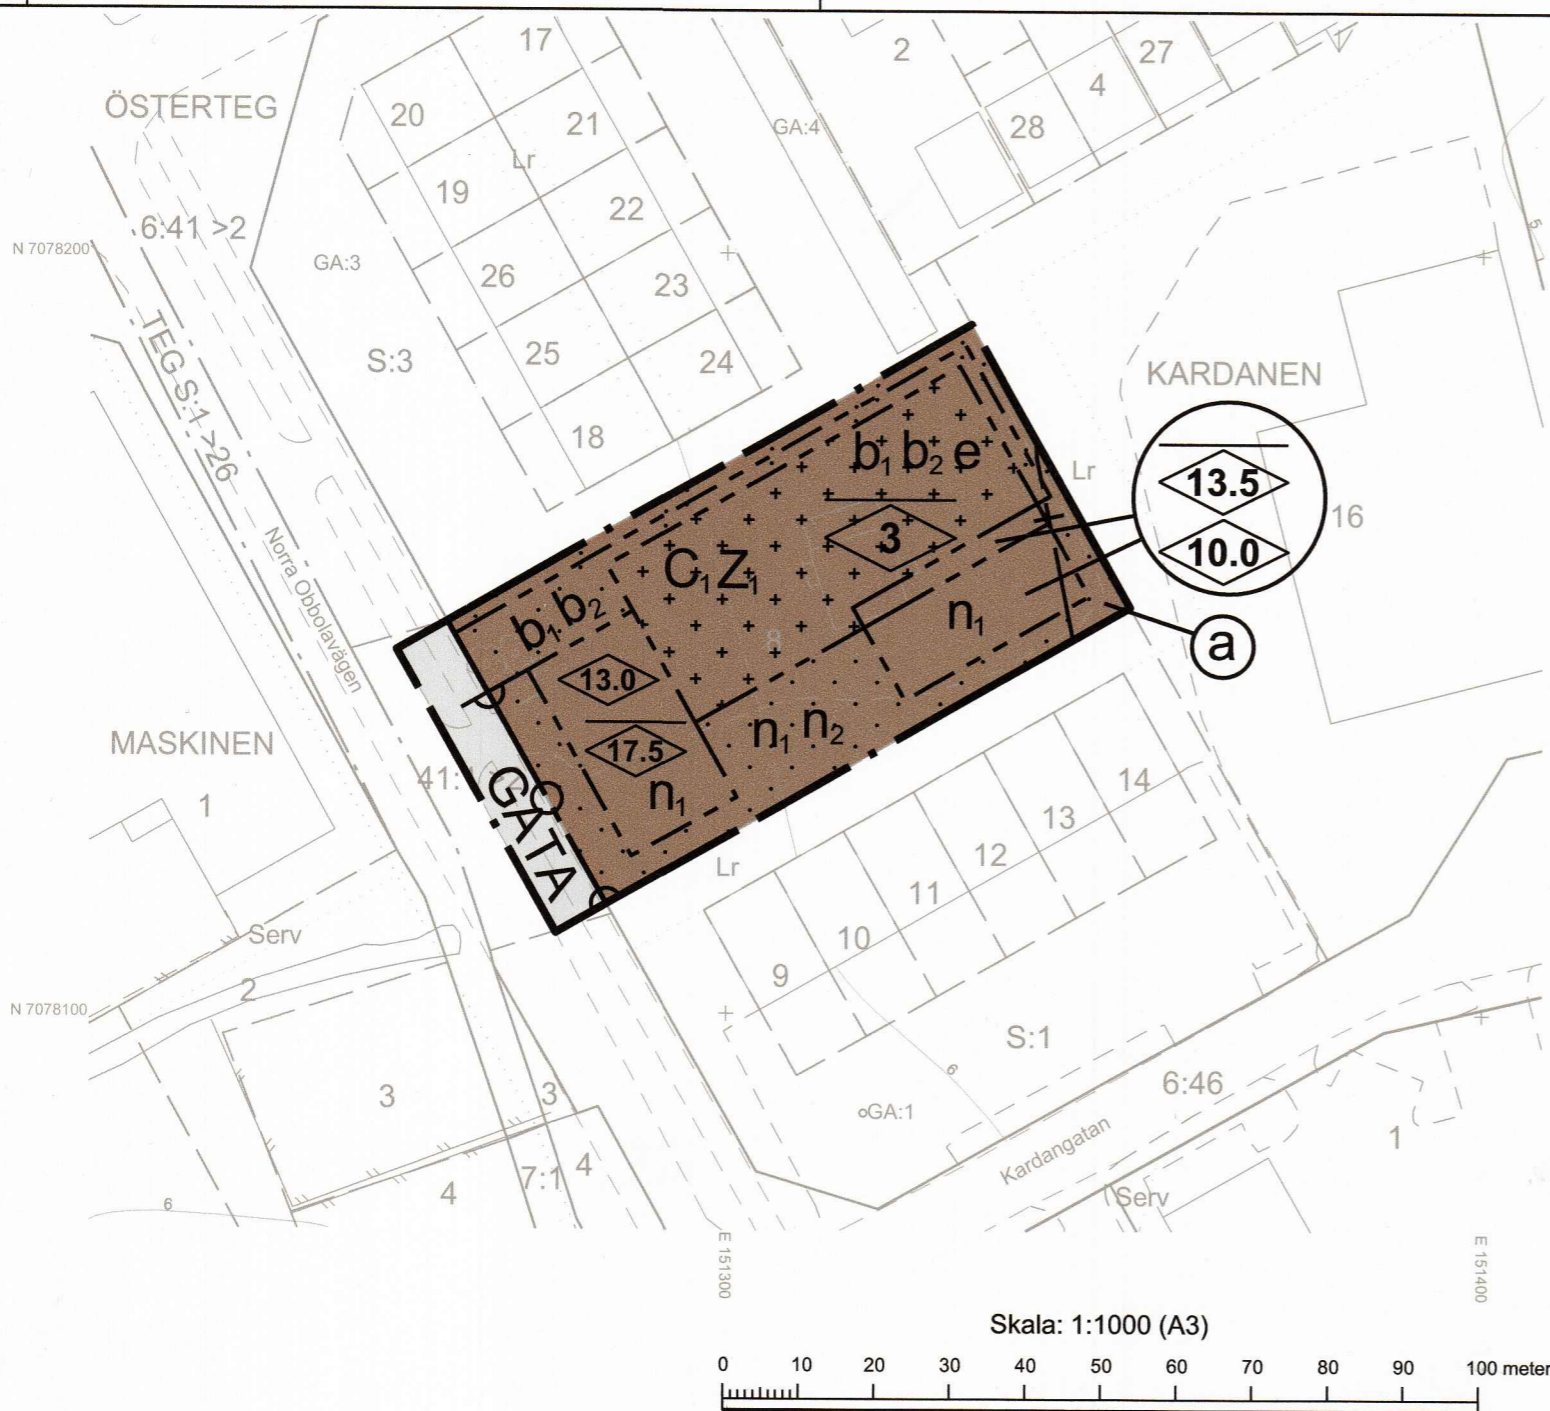 17
2
27
ÖSTERTEG
20
4
21
GA:4
28
Lr
19
22
6:41 >2
N 7078200
GA:3
26
23
5
TEG S:1 >26
25
S:3
24
KARDANEN
18
b₁ b₂ e
Lr
13.5
16
3
10.0
Norra Obbolavägen
C₁ Z₁
b₁ b₂
n₁
8
a
13.0
n₁ n₂
MASKINEN
17.5
14
n₁
GATA
1
13
12
Lr
11
Serv
10
9
2
N 7078100
S:1
6
3
3
6:46
GA:1
Kardangatan
1
7:1
4
4
Serv
6
E 151300
E 151400
Skala: 1:1000 (A3)
0 10 20 30 40 50 60 70 80 90 100 meter